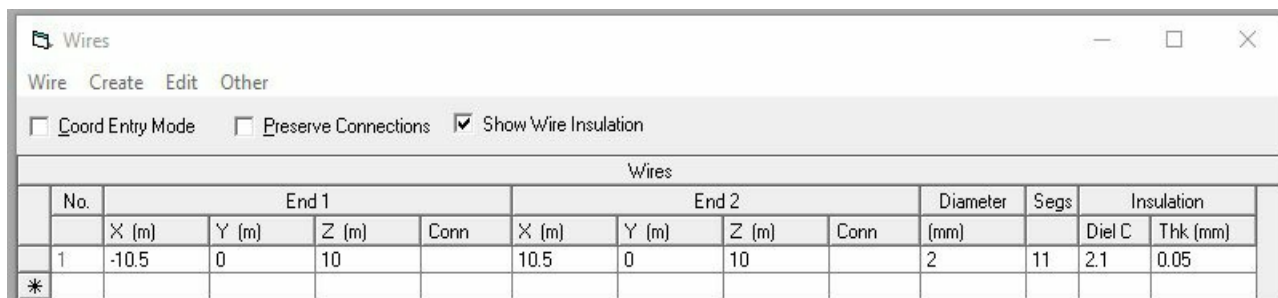 Wires
Wire Create Edit Other
Coord Entry Mode Preserve Connections Show Wire Insulation
Wires
No. End 1 End 2 Diameter Segs Insulation
X (m) Y (m) Z (m) Conn X (m) Y (m) Z (m) Conn (mm) Diel C Thk (mm)
1 -10.5 0 10 10.5 0 10 2 11 2.1 0.05
*